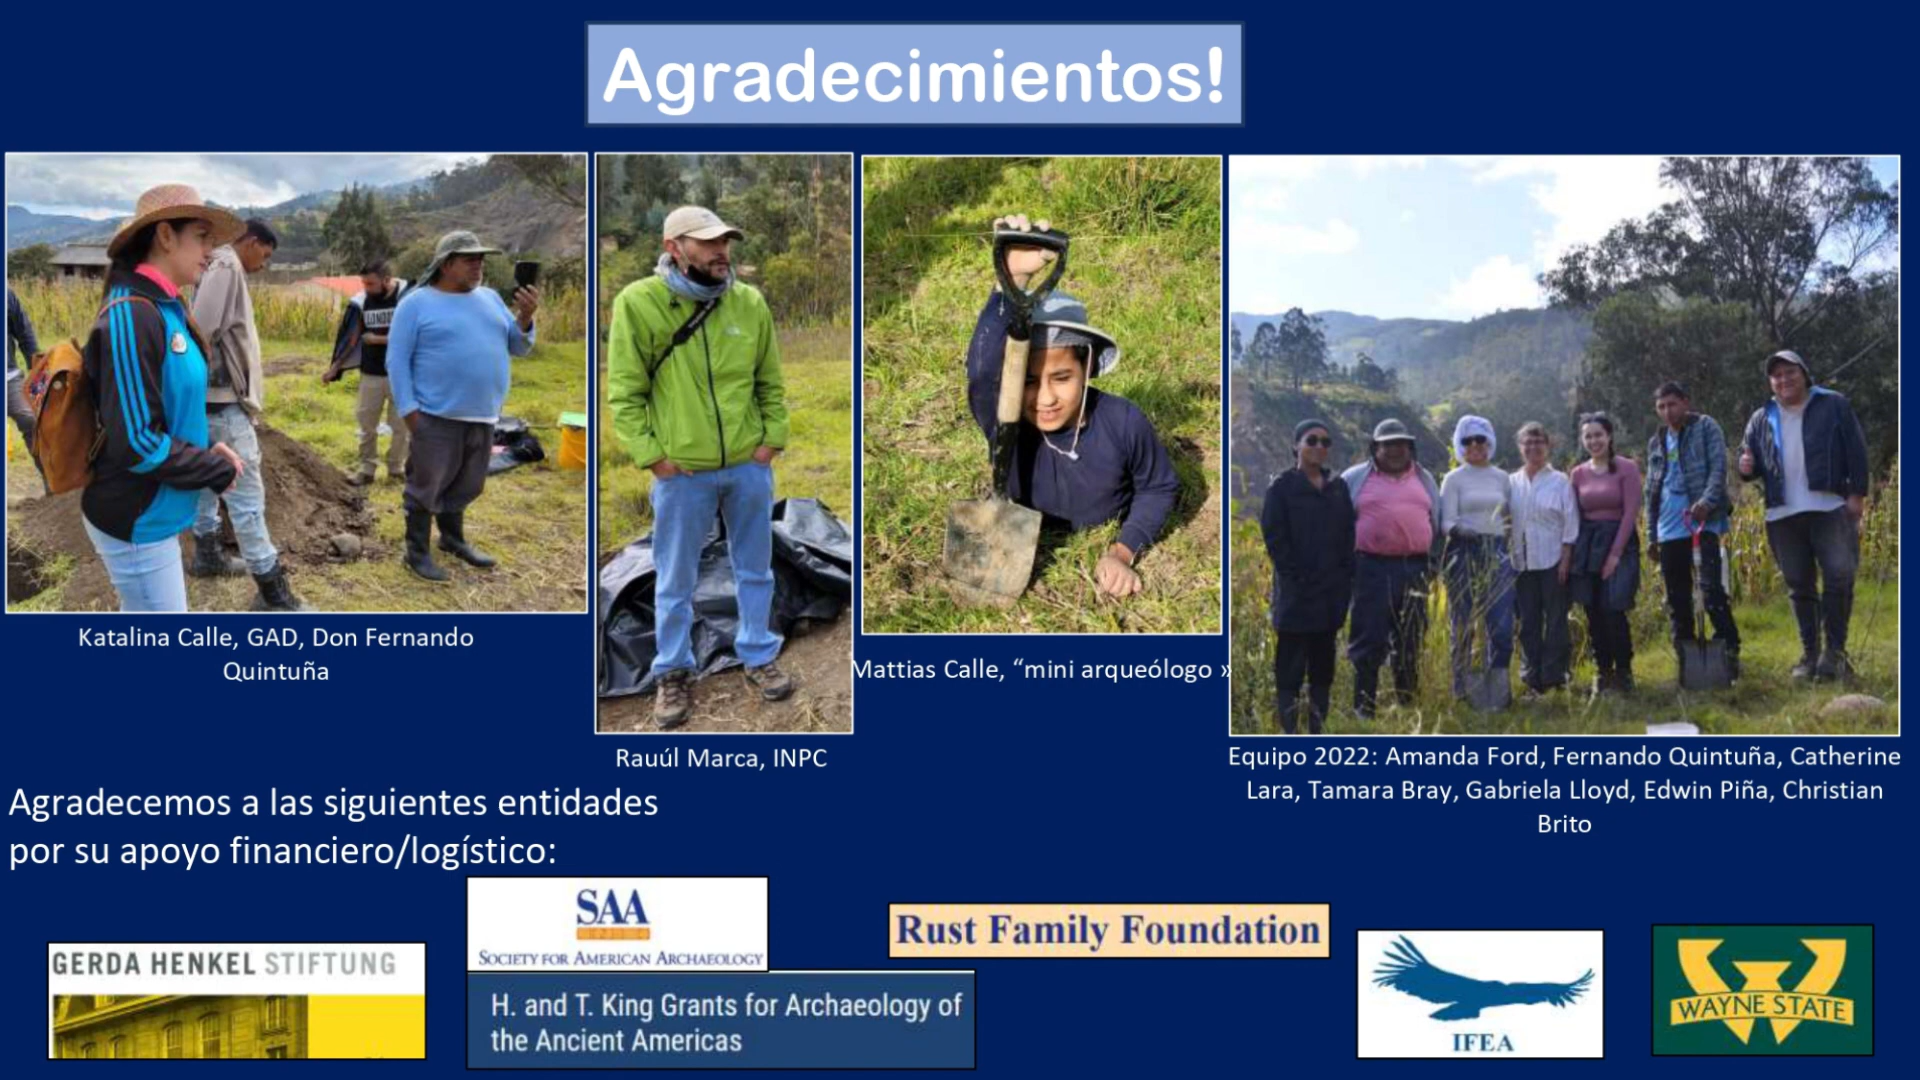 Agradecimientos!
LONDON
Katalina Calle, GAD, Don Fernando
Quintuña
Rauúl Marca, INPC
Mattias Calle, “mini arqueólogo »
Equipo 2022: Amanda Ford, Fernando Quintuña, Catherine
Lara, Tamara Bray, Gabriela Lloyd, Edwin Piña, Christian
Brito
Agradecemos a las siguientes entidades
por su apoyo financiero/logístico:
GERDA HENKEL STIFTUNG
SAA
SOCIETY FOR AMERICAN ARCHAEOLOGY
H. and T. King Grants for Archaeology of
the Ancient Americas
Rust Family Foundation
IFEA
WAYNE STATE